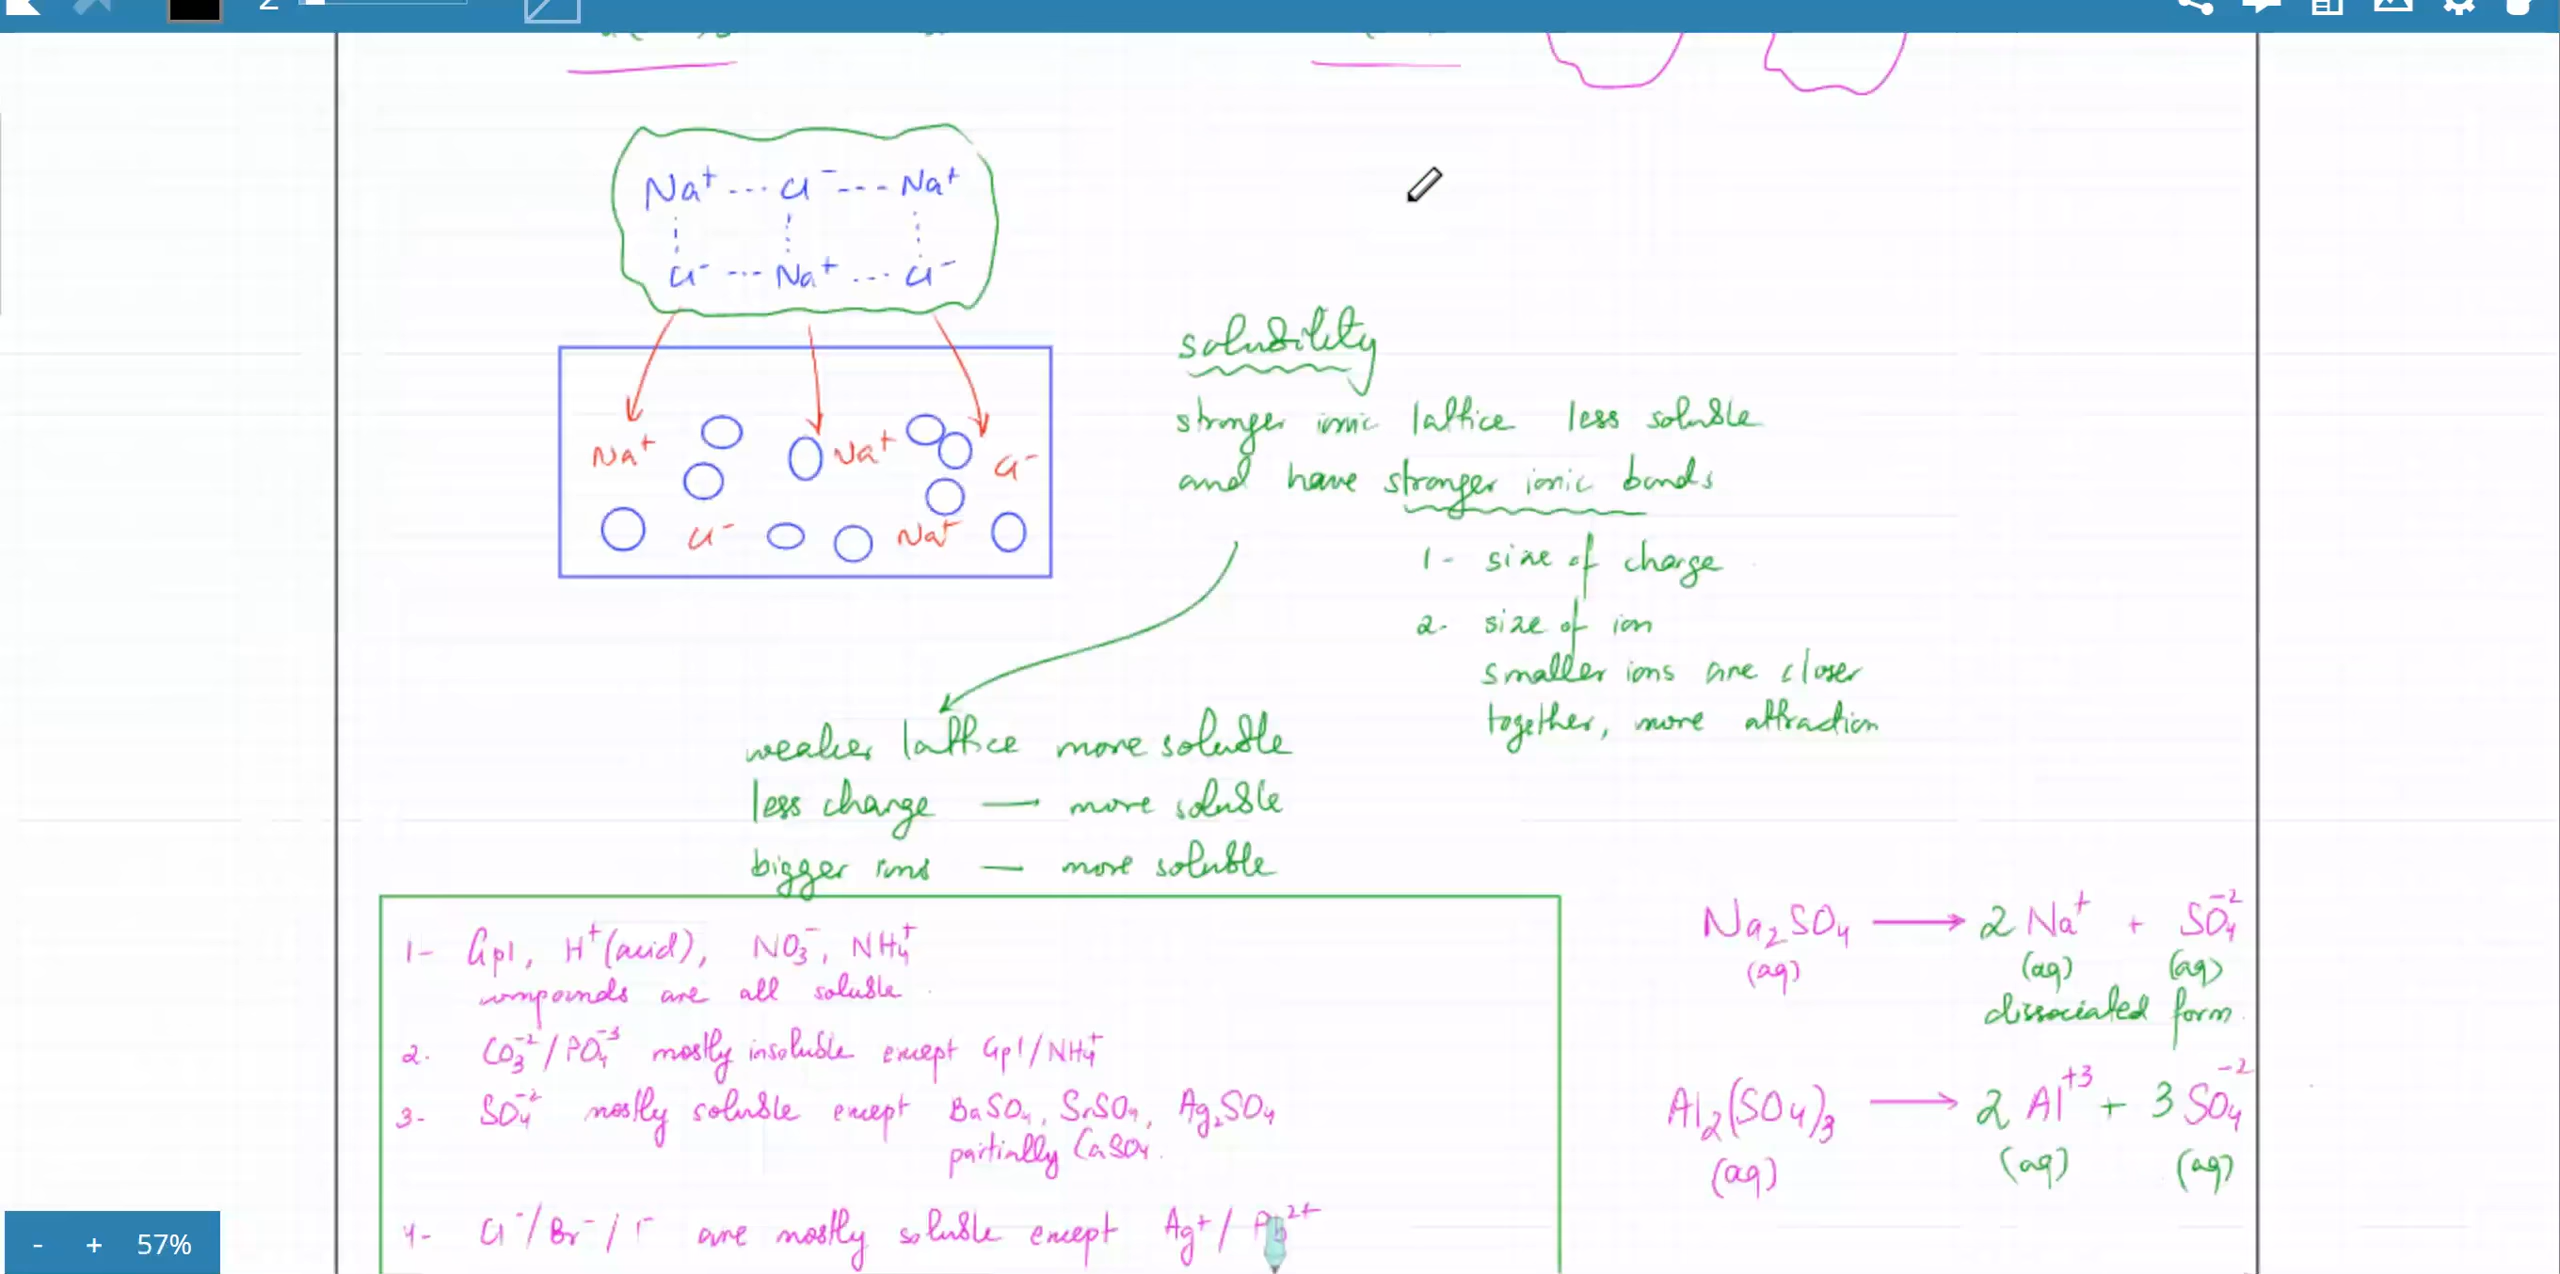 Na⁺ --- Cl⁻ --- Na⁺
Cl⁻ --- Na⁺ --- Cl⁻
Na⁺ Na⁺ Cl⁻
Cl⁻ Na⁺
solubility
stronger ionic lattice less soluble
and have stronger ionic bonds
1- size of charge
2- size of ion
smaller ions are closer
together, more attraction
weaker lattice more soluble
less charge — more soluble
bigger ions — more soluble
1- Gp1, H⁺(acid), NO₃⁻, NH₄⁺
compounds are all soluble.
2. CO₃⁻²/PO₄⁻³ mostly insoluble except Gp1/NH₄⁺
3- SO₄⁻² mostly soluble except BaSO₄, SrSO₄, Ag₂SO₄
partially CaSO₄.
4- Cl⁻/Br⁻/I⁻ are mostly soluble except Ag⁺/Pb²⁺
Na₂SO₄ → 2 Na⁺ + SO₄⁻²
(aq) (aq) (aq)
dissociated form.
Al₂(SO₄)₃ → 2 Al⁺³ + 3 SO₄⁻²
(aq) (aq) (aq)
- + 57%